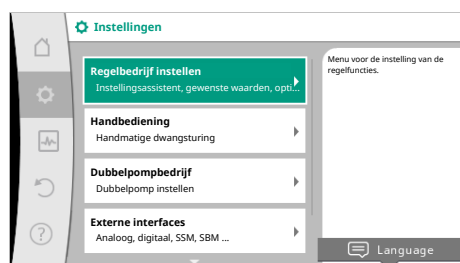 Instellingen
Regelbedrijf instellen
Instellingsassistent, gewenste waarden, opti...
Handbediening
Handmatige dwangsturing
Dubbelpompbedrijf
Dubbelpomp instellen
Externe interfaces
Analoog, digitaal, SSM, SBM ...
Menu voor de instelling van de
regelfuncties.
Language